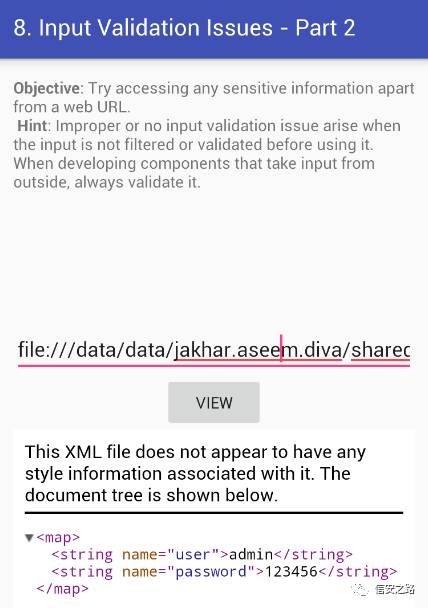 8. Input Validation Issues - Part 2
Objective: Try accessing any sensitive information apart
from a web URL.
Hint: Improper or no input validation issue arise when
the input is not filtered or validated before using it.
When developing components that take input from
outside, always validate it.
file:///data/data/jakhar.aseem.diva/shared
VIEW
This XML file does not appear to have any
style information associated with it. The
document tree is shown below.
▼<map>
<string name="user">admin</string>
<string name="password">123456</string>
</map>
信安之路